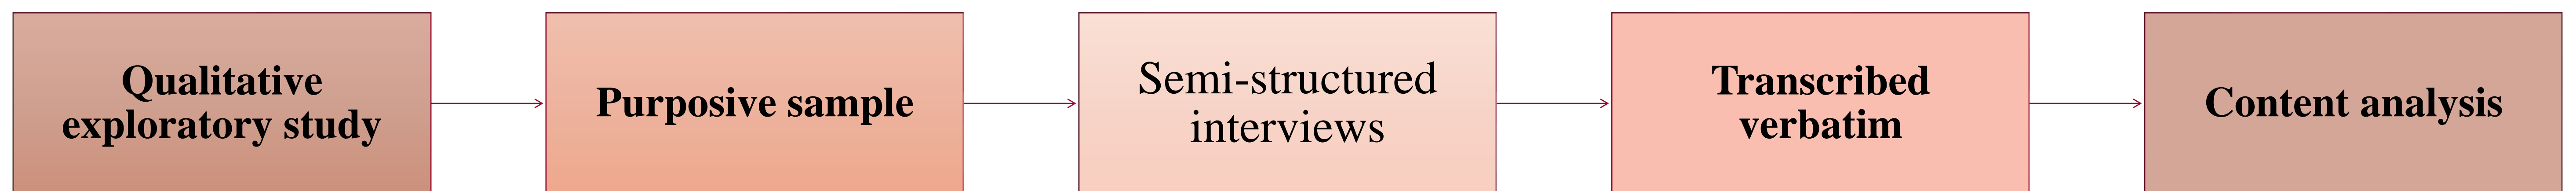 Qualitative
exploratory study
Purposive sample
Semi-structured
interviews
Transcribed
verbatim
Content analysis